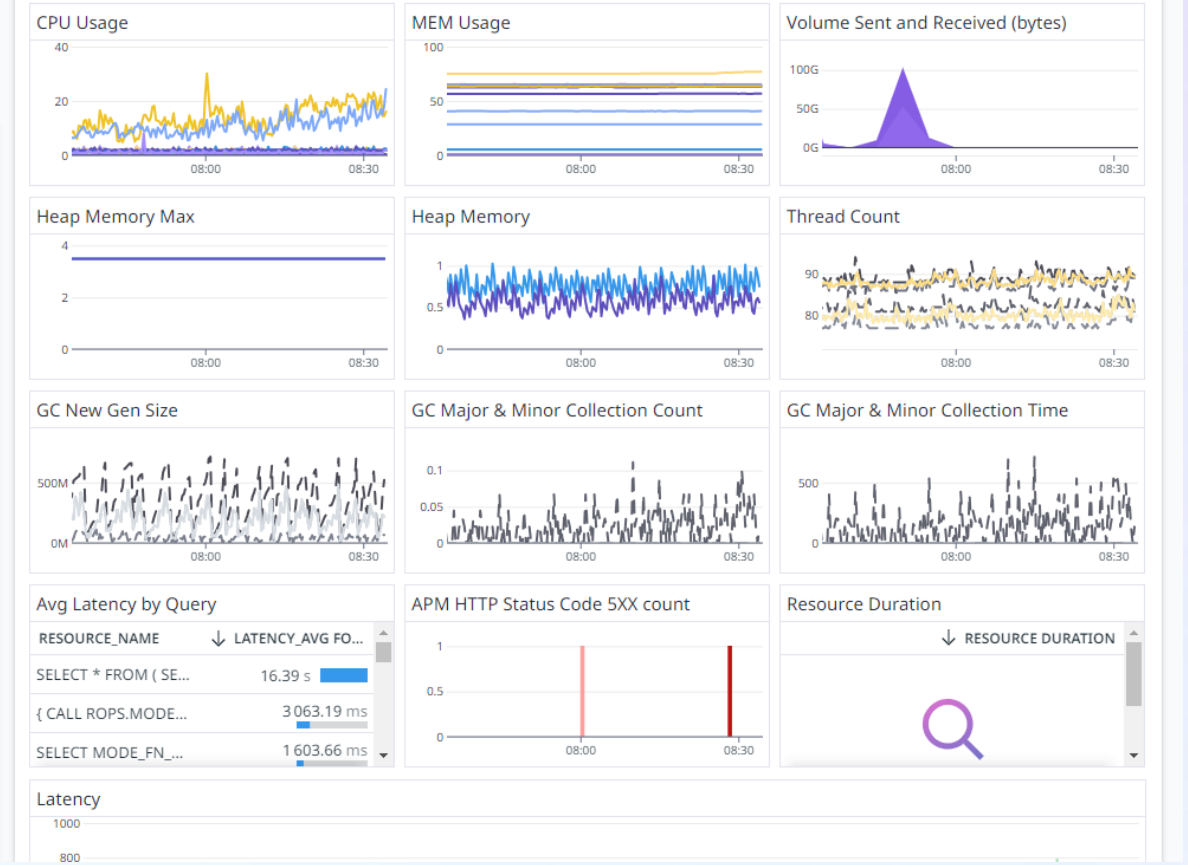 CPU Usage
40
20
0
08:00 08:30
MEM Usage
100
50
0
08:00 08:30
Volume Sent and Received (bytes)
100G
50G
0G
08:00 08:30
Heap Memory Max
4
2
0
08:00 08:30
Heap Memory
1
0.5
0
08:00 08:30
Thread Count
90
80
08:00 08:30
GC New Gen Size
500M
0M
08:00 08:30
GC Major & Minor Collection Count
0.1
0.05
0
08:00 08:30
GC Major & Minor Collection Time
500
0
08:00 08:30
Avg Latency by Query
RESOURCE_NAME ↓ LATENCY_AVG FO...
SELECT * FROM ( SE... 16.39 s
{ CALL ROPS.MODE... 3 063.19 ms
SELECT MODE_FN_... 1 603.66 ms
APM HTTP Status Code 5XX count
1
0.5
0
08:00 08:30
Resource Duration
↓ RESOURCE DURATION
Latency
1000
800